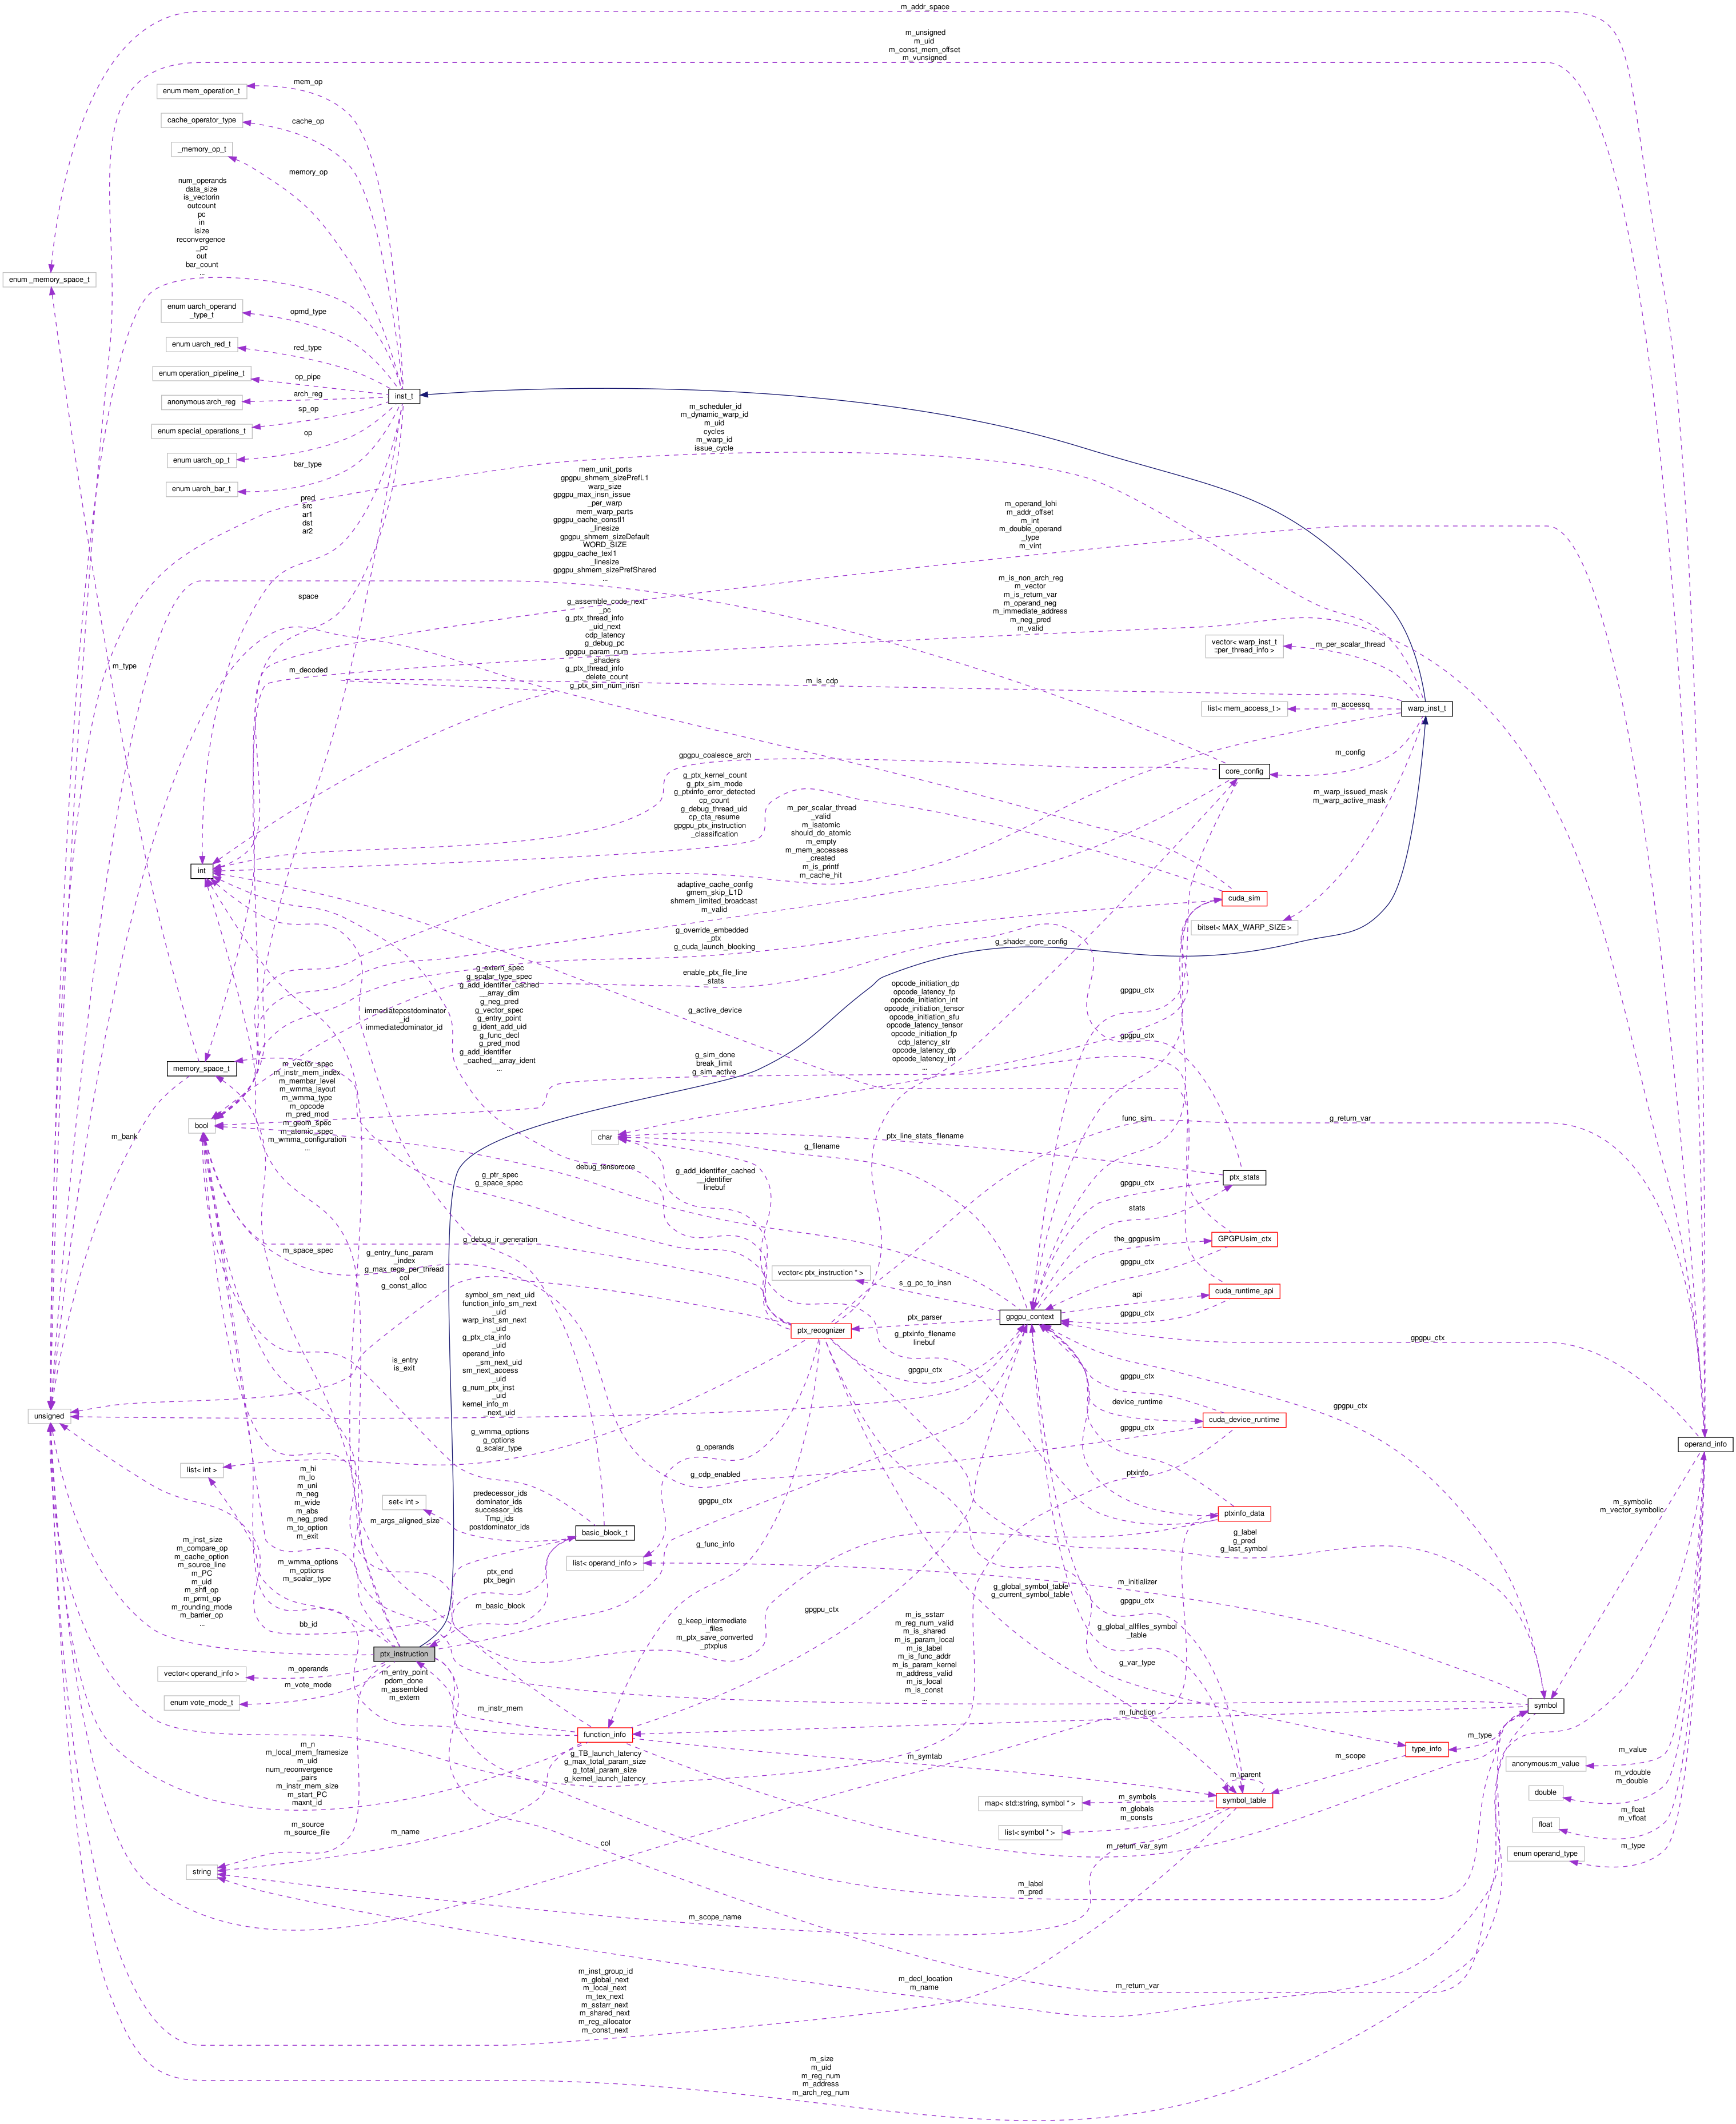 m_addr_space
m_unsigned
m_uid
m_const_mem_offset
m_vunsigned
enum mem_operation_t
mem_op
cache_operator_type
cache_op
_memory_op_t
memory_op
num_operands
data_size
is_vectorin
outcount
pc
in
isize
reconvergence
_pc
out
bar_count
...
enum _memory_space_t
enum uarch_operand
_type_t
oprnd_type
enum uarch_red_t
red_type
enum operation_pipeline_t
op_pipe
anonymous:arch_reg
arch_reg
inst_t
enum special_operations_t
sp_op
enum uarch_op_t
op
enum uarch_bar_t
bar_type
m_scheduler_id
m_dynamic_warp_id
m_uid
cycles
m_warp_id
issue_cycle
pred
src
ar1
dst
ar2
mem_unit_ports
gpgpu_shmem_sizePrefL1
warp_size
gpgpu_max_insn_issue
_per_warp
mem_warp_parts
gpgpu_cache_constl1
_linesize
gpgpu_shmem_sizeDefault
WORD_SIZE
gpgpu_cache_texl1
_linesize
gpgpu_shmem_sizePrefShared
...
m_operand_lohi
m_addr_offset
m_int
m_double_operand
_type
m_vint
space
m_is_non_arch_reg
m_vector
m_is_return_var
m_operand_neg
m_immediate_address
m_neg_pred
m_valid
g_assemble_code_next
_pc
g_ptx_thread_info
_uid_next
cdp_latency
g_debug_pc
gpgpu_param_num
_shaders
g_ptx_thread_info
_delete_count
g_ptx_sim_num_insn
vector< warp_inst_t
::per_thread_info >
m_per_scalar_thread
m_type
m_decoded
m_is_cdp
list< mem_access_t >
m_accessq
warp_inst_t
gpgpu_coalesce_arch
m_config
core_config
g_ptx_kernel_count
g_ptx_sim_mode
g_ptxinfo_error_detected
cp_count
g_debug_thread_uid
cp_cta_resume
gpgpu_ptx_instruction
_classification
m_warp_issued_mask
m_warp_active_mask
m_per_scalar_thread
_valid
m_isatomic
should_do_atomic
m_empty
m_mem_accesses
_created
m_is_printf
m_cache_hit
int
adaptive_cache_config
gmem_skip_L1D
shmem_limited_broadcast
m_valid
cuda_sim
bitset< MAX_WARP_SIZE >
g_override_embedded
_ptx
g_cuda_launch_blocking
g_shader_core_config
g_extern_spec
g_scalar_type_spec
g_add_identifier_cached
__array_dim
g_neg_pred
g_vector_spec
g_entry_point
g_ident_add_uid
g_func_decl
g_pred_mod
g_add_identifier
_cached__array_ident
...
enable_ptx_file_line
_stats
gpgpu_ctx
opcode_initiation_dp
opcode_latency_fp
opcode_initiation_int
opcode_initiation_tensor
opcode_initiation_sfu
opcode_latency_tensor
opcode_initiation_fp
cdp_latency_str
opcode_latency_dp
opcode_latency_int
...
immediatepostdominator
_id
immediatedominator_id
g_active_device
gpgpu_ctx
memory_space_t
g_sim_done
break_limit
g_sim_active
m_vector_spec
m_instr_mem_index
m_membar_level
m_wmma_layout
m_wmma_type
m_opcode
m_pred_mod
m_geom_spec
m_atomic_spec
m_wmma_configuration
...
m_bank
bool
char
ptx_line_stats_filename
func_sim
g_return_var
g_filename
debug_tensorcore
g_ptr_spec
g_space_spec
g_add_identifier_cached
__identifier
linebuf
ptx_stats
gpgpu_ctx
stats
m_space_spec
g_debug_ir_generation
g_entry_func_param
_index
g_max_regs_per_thread
col
g_const_alloc
the_gpgpusim
GPGPUsim_ctx
gpgpu_ctx
vector< ptx_instruction * >
s_g_pc_to_insn
cuda_runtime_api
api
gpgpu_ctx
gpgpu_context
ptx_parser
ptx_recognizer
symbol_sm_next_uid
function_info_sm_next
_uid
warp_inst_sm_next
_uid
g_ptx_cta_info
_uid
operand_info
_sm_next_uid
sm_next_access
_uid
g_num_ptx_inst
_uid
kernel_info_m
_next_uid
g_ptxinfo_filename
linebuf
gpgpu_ctx
is_entry
is_exit
gpgpu_ctx
gpgpu_ctx
unsigned
device_runtime
cuda_device_runtime
gpgpu_ctx
gpgpu_ctx
operand_info
g_wmma_options
g_options
g_scalar_type
g_operands
list< int >
g_cdp_enabled
ptxinfo
m_hi
m_lo
m_uni
m_neg
m_wide
m_abs
m_neg_pred
m_to_option
m_exit
set< int >
predecessor_ids
dominator_ids
successor_ids
Tmp_ids
postdominator_ids
m_args_aligned_size
gpgpu_ctx
ptxinfo_data
m_symbolic
m_vector_symbolic
basic_block_t
g_label
g_pred
g_last_symbol
m_inst_size
m_compare_op
m_cache_option
m_source_line
m_PC
m_uid
m_shfl_op
m_prmt_op
m_rounding_mode
m_barrier_op
...
g_func_info
list< operand_info >
m_wmma_options
m_options
m_scalar_type
ptx_end
ptx_begin
m_initializer
g_global_symbol_table
g_current_symbol_table
gpgpu_ctx
m_basic_block
gpgpu_ctx
bb_id
g_keep_intermediate
_files
m_ptx_save_converted
_ptxplus
m_is_sstarr
m_reg_num_valid
m_is_shared
m_is_param_local
m_is_label
m_is_func_addr
m_is_param_kernel
m_address_valid
m_is_local
m_is_const
...
g_global_allfiles_symbol
_table
ptx_instruction
g_var_type
vector< operand_info >
m_operands
m_entry_point
pdom_done
m_assembled
m_extern
enum vote_mode_t
m_vote_mode
m_instr_mem
m_function
symbol
function_info
m_type
m_n
m_local_mem_framesize
m_uid
num_reconvergence
_pairs
m_instr_mem_size
m_start_PC
maxnt_id
g_TB_launch_latency
g_max_total_param_size
g_total_param_size
g_kernel_launch_latency
m_symtab
type_info
m_scope
anonymous:m_value
m_value
m_parent
double
m_vdouble
m_double
map< std::string, symbol * >
m_symbols
symbol_table
m_globals
m_consts
list< symbol * >
float
m_float
m_vfloat
m_source
m_source_file
m_name
col
m_return_var_sym
enum operand_type
m_type
string
m_label
m_pred
m_scope_name
m_inst_group_id
m_global_next
m_local_next
m_tex_next
m_sstarr_next
m_shared_next
m_reg_allocator
m_const_next
m_decl_location
m_name
m_return_var
m_size
m_uid
m_reg_num
m_address
m_arch_reg_num